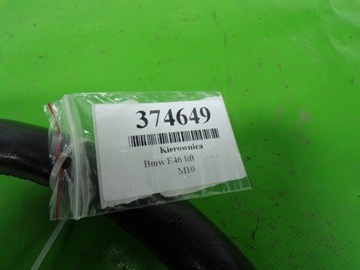 374649
Kierownica
Bmw E46 lift
M10